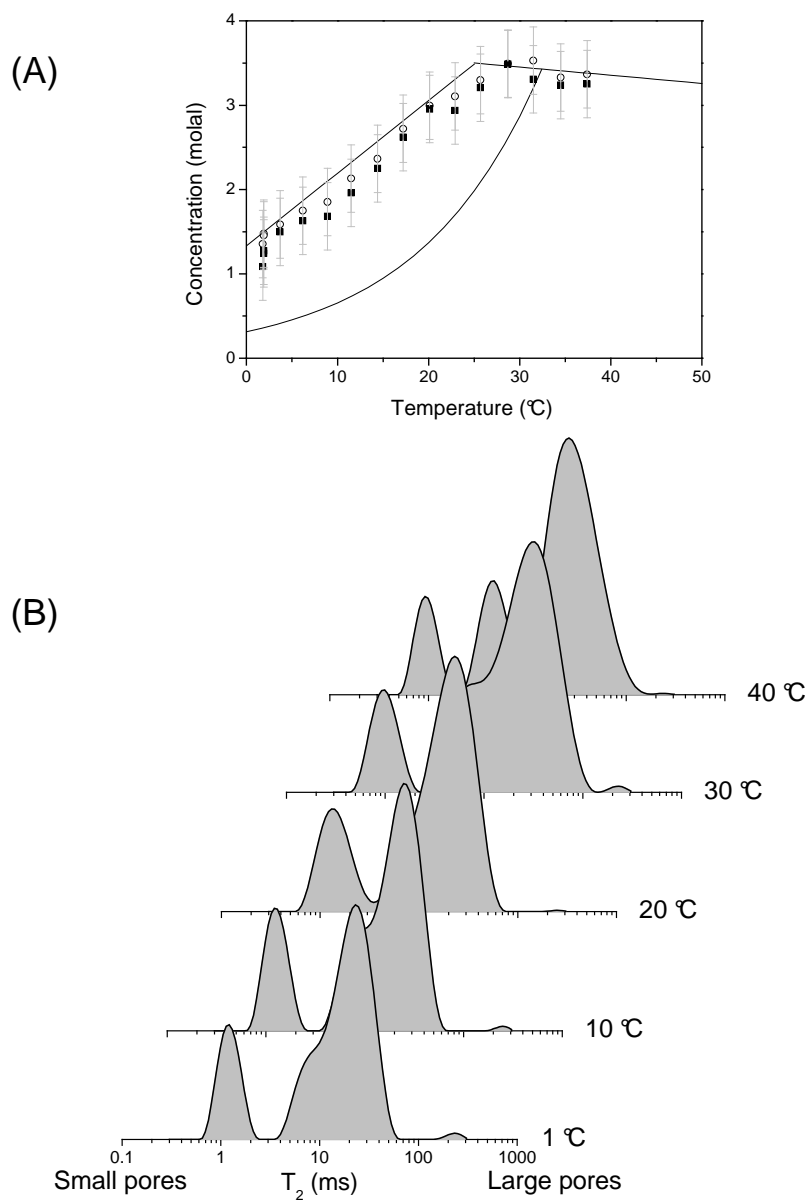 (A)
Concentration (molal)
4
3
2
1
0
0 10 20 30 40 50
Temperature (°C)
(B)
40 °C
30 °C
20 °C
10 °C
1 °C
0.1 1 10 100 1000
Small pores T2 (ms) Large pores